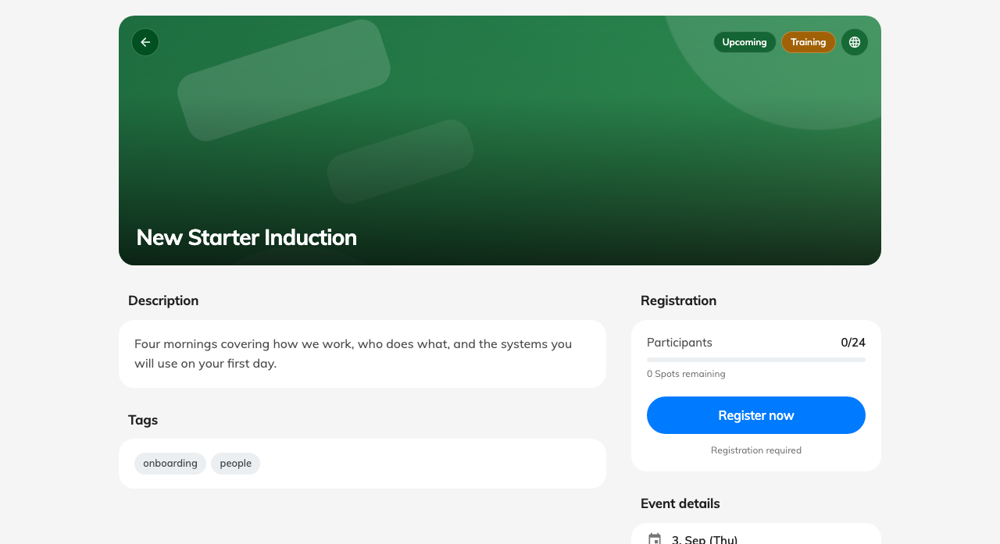 Upcoming
Training
New Starter Induction
Description
Four mornings covering how we work, who does what, and the systems you
will use on your first day.
Tags
onboarding
people
Registration
Participants 0/24
0 Spots remaining
Register now
Registration required
Event details
3. Sep (Thu)